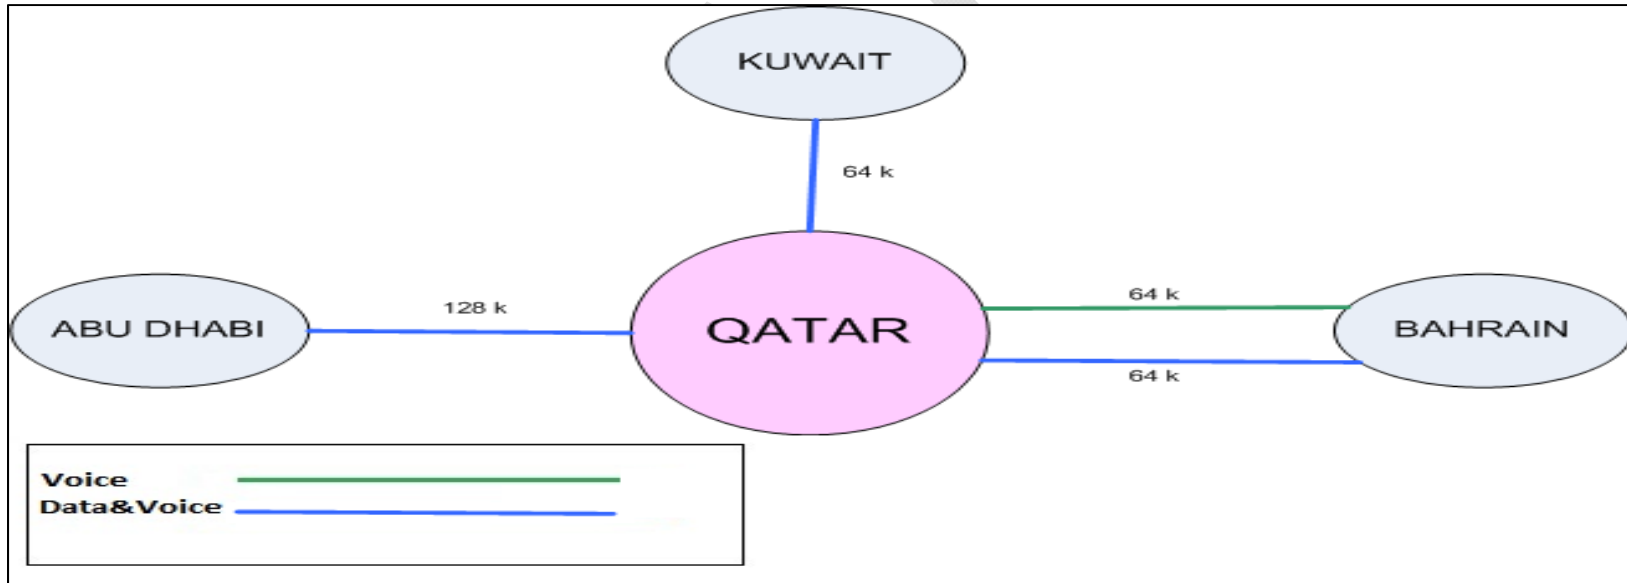 KUWAIT
64 k
ABU DHABI
128 k
QATAR
64 k
64 k
BAHRAIN
Voice
Data&Voice